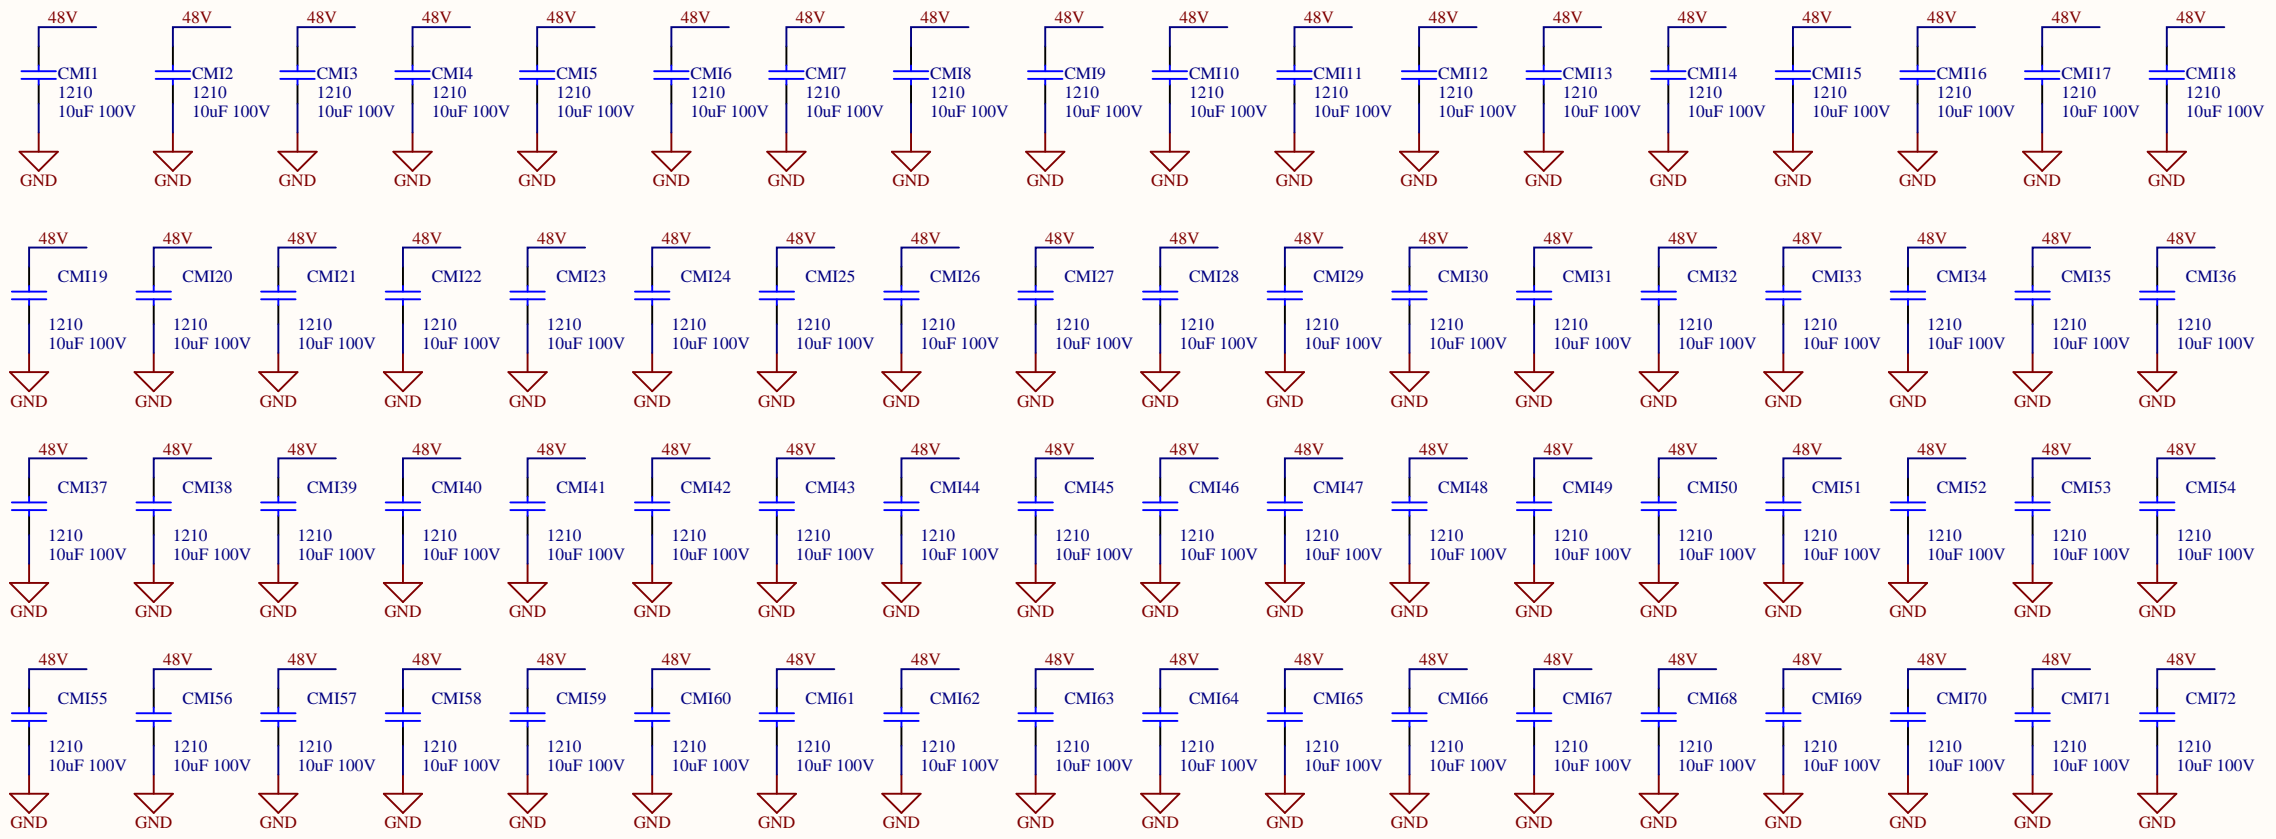 48V 48V 48V 48V 48V 48V 48V 48V 48V 48V 48V 48V 48V 48V 48V 48V 48V 48V
CMI1 CMI2 CMI3 CMI4 CMI5 CMI6 CMI7 CMI8 CMI9 CMI10 CMI11 CMI12 CMI13 CMI14 CMI15 CMI16 CMI17 CMI18
1210 1210 1210 1210 1210 1210 1210 1210 1210 1210 1210 1210 1210 1210 1210 1210 1210 1210
10uF 100V 10uF 100V 10uF 100V 10uF 100V 10uF 100V 10uF 100V 10uF 100V 10uF 100V 10uF 100V 10uF 100V 10uF 100V 10uF 100V 10uF 100V 10uF 100V 10uF 100V 10uF 100V 10uF 100V 10uF 100V
GND GND GND GND GND GND GND GND GND GND GND GND GND GND GND GND GND GND
48V 48V 48V 48V 48V 48V 48V 48V 48V 48V 48V 48V 48V 48V 48V 48V 48V 48V
CMI19 CMI20 CMI21 CMI22 CMI23 CMI24 CMI25 CMI26 CMI27 CMI28 CMI29 CMI30 CMI31 CMI32 CMI33 CMI34 CMI35 CMI36
1210 1210 1210 1210 1210 1210 1210 1210 1210 1210 1210 1210 1210 1210 1210 1210 1210 1210
10uF 100V 10uF 100V 10uF 100V 10uF 100V 10uF 100V 10uF 100V 10uF 100V 10uF 100V 10uF 100V 10uF 100V 10uF 100V 10uF 100V 10uF 100V 10uF 100V 10uF 100V 10uF 100V 10uF 100V 10uF 100V
GND GND GND GND GND GND GND GND GND GND GND GND GND GND GND GND GND GND
48V 48V 48V 48V 48V 48V 48V 48V 48V 48V 48V 48V 48V 48V 48V 48V 48V 48V
CMI37 CMI38 CMI39 CMI40 CMI41 CMI42 CMI43 CMI44 CMI45 CMI46 CMI47 CMI48 CMI49 CMI50 CMI51 CMI52 CMI53 CMI54
1210 1210 1210 1210 1210 1210 1210 1210 1210 1210 1210 1210 1210 1210 1210 1210 1210 1210
10uF 100V 10uF 100V 10uF 100V 10uF 100V 10uF 100V 10uF 100V 10uF 100V 10uF 100V 10uF 100V 10uF 100V 10uF 100V 10uF 100V 10uF 100V 10uF 100V 10uF 100V 10uF 100V 10uF 100V 10uF 100V
GND GND GND GND GND GND GND GND GND GND GND GND GND GND GND GND GND GND
48V 48V 48V 48V 48V 48V 48V 48V 48V 48V 48V 48V 48V 48V 48V 48V 48V 48V
CMI55 CMI56 CMI57 CMI58 CMI59 CMI60 CMI61 CMI62 CMI63 CMI64 CMI65 CMI66 CMI67 CMI68 CMI69 CMI70 CMI71 CMI72
1210 1210 1210 1210 1210 1210 1210 1210 1210 1210 1210 1210 1210 1210 1210 1210 1210 1210
10uF 100V 10uF 100V 10uF 100V 10uF 100V 10uF 100V 10uF 100V 10uF 100V 10uF 100V 10uF 100V 10uF 100V 10uF 100V 10uF 100V 10uF 100V 10uF 100V 10uF 100V 10uF 100V 10uF 100V 10uF 100V
GND GND GND GND GND GND GND GND GND GND GND GND GND GND GND GND GND GND